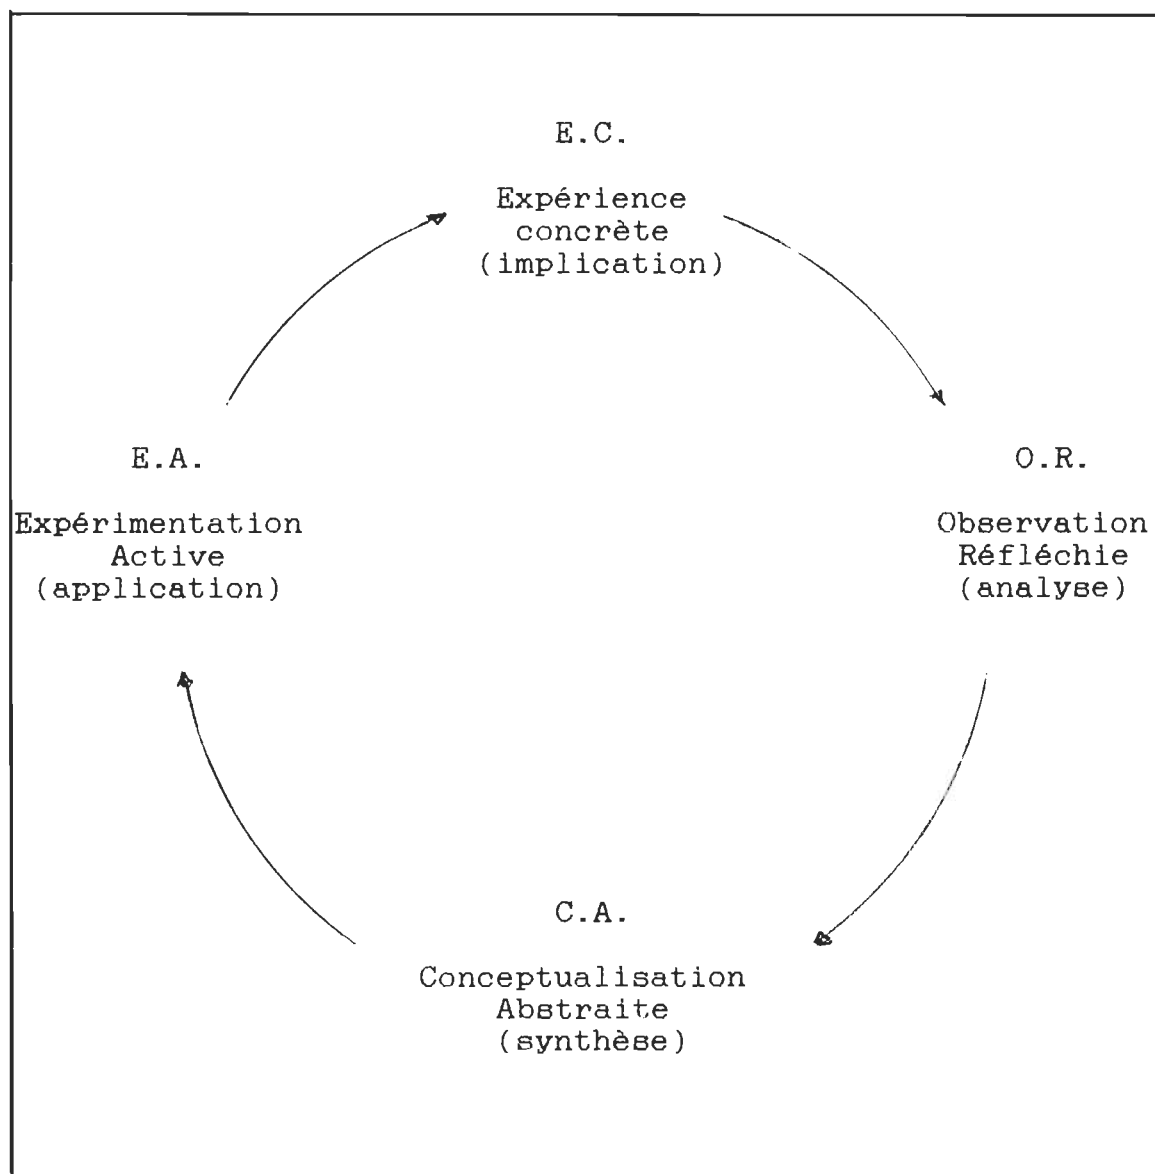 E.C.
Expérience
concrète
(implication)
E.A.
Expérimentation
Active
(application)
O.R.
Observation
Réfléchie
(analyse)
C.A.
Conceptualisation
Abstraite
(synthèse)